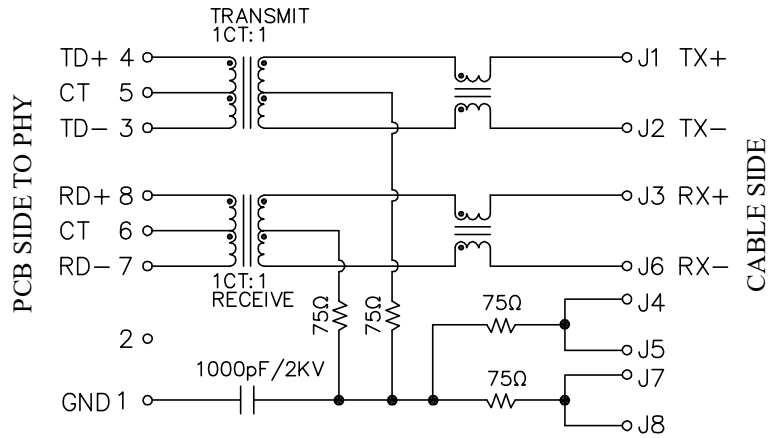 TRANSMIT
1CT:1
TD+ 4
J1 TX+
CT 5
TD- 3
J2 TX-
RD+ 8
J3 RX+
CT 6
RD- 7
J6 RX-
1CT:1
RECEIVE
PCB SIDE TO PHY
CABLE SIDE
75Ω
75Ω
75Ω
J4
2
J5
1000pF/2KV
75Ω
J7
GND 1
J8